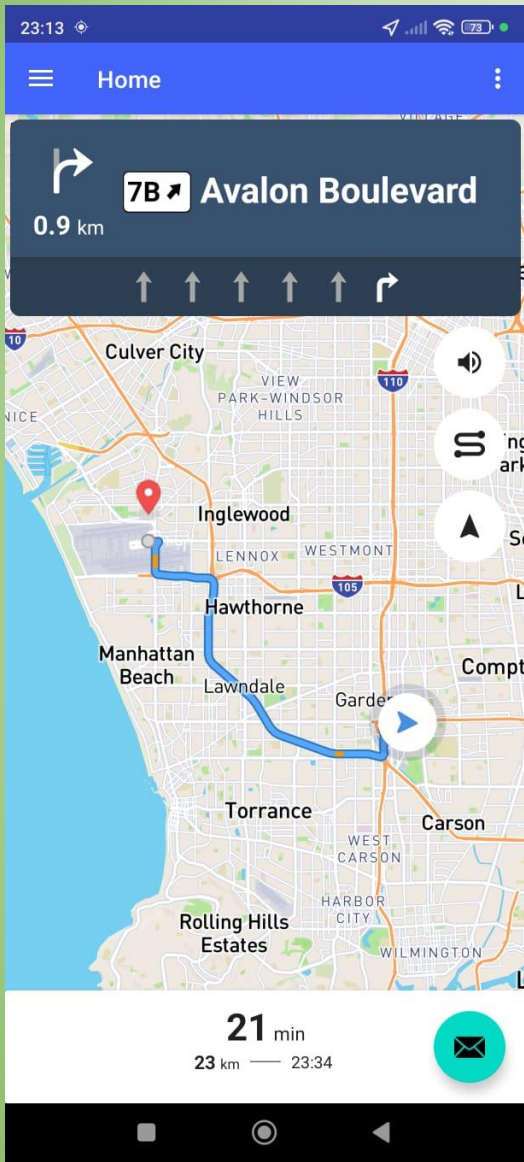 23:13
73
Home
VILLAGE
7B Avalon Boulevard
0.9 km
10
Culver City
VIEW
PARK-WINDSOR
HILLS
110
NICE
Inglewood
LENNOX
WESTMONT
105
Hawthorne
Manhattan
Beach
Lawndale
Garde
Compt
Torrance
Carson
WEST
CARSON
HARBOR
CITY
Rolling Hills
Estates
WILMINGTON
21 min
23 km — 23:34